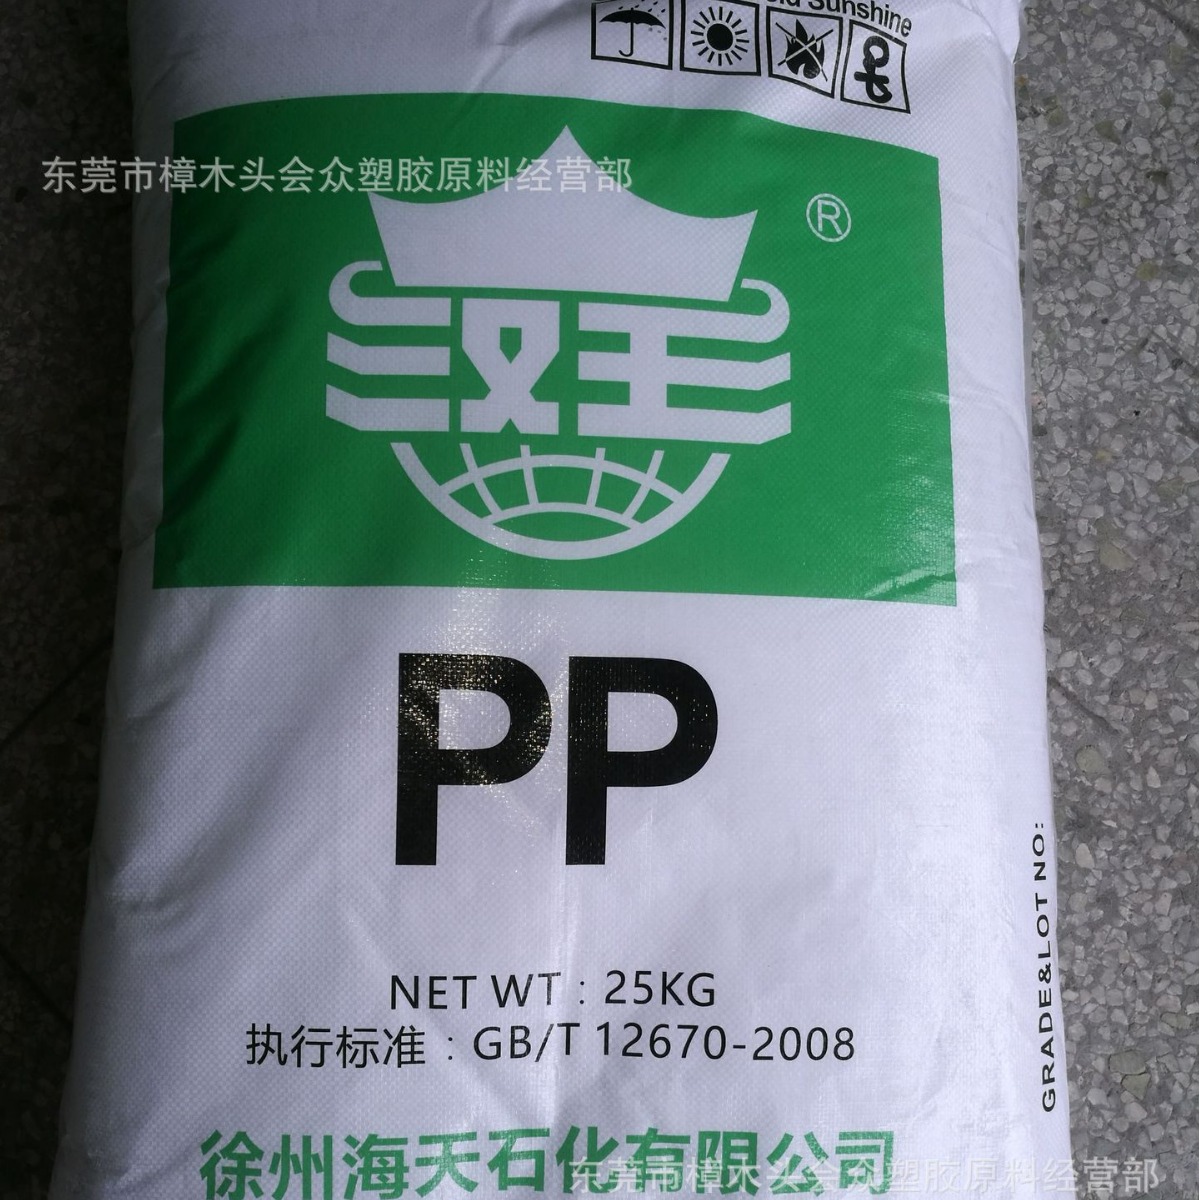 Sunshine
东莞市樟木头会众塑胶原料经营部
®
汉王
PP
NET WT : 25KG
执行标准 : GB/T 12670-2008
GRADE&LOT NO:
徐州海天石化有限公司
东莞市樟木头会众塑胶原料经营部